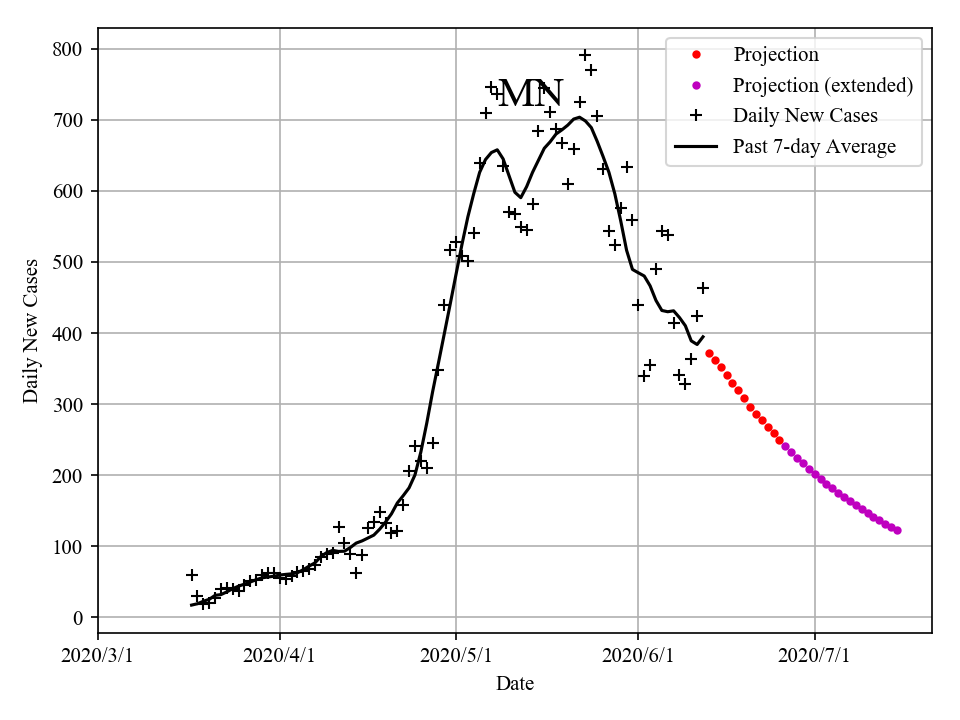 MN
Projection
Projection (extended)
Daily New Cases
Past 7-day Average
Daily New Cases
800
700
600
500
400
300
200
100
0
2020/3/1 2020/4/1 2020/5/1 2020/6/1 2020/7/1
Date